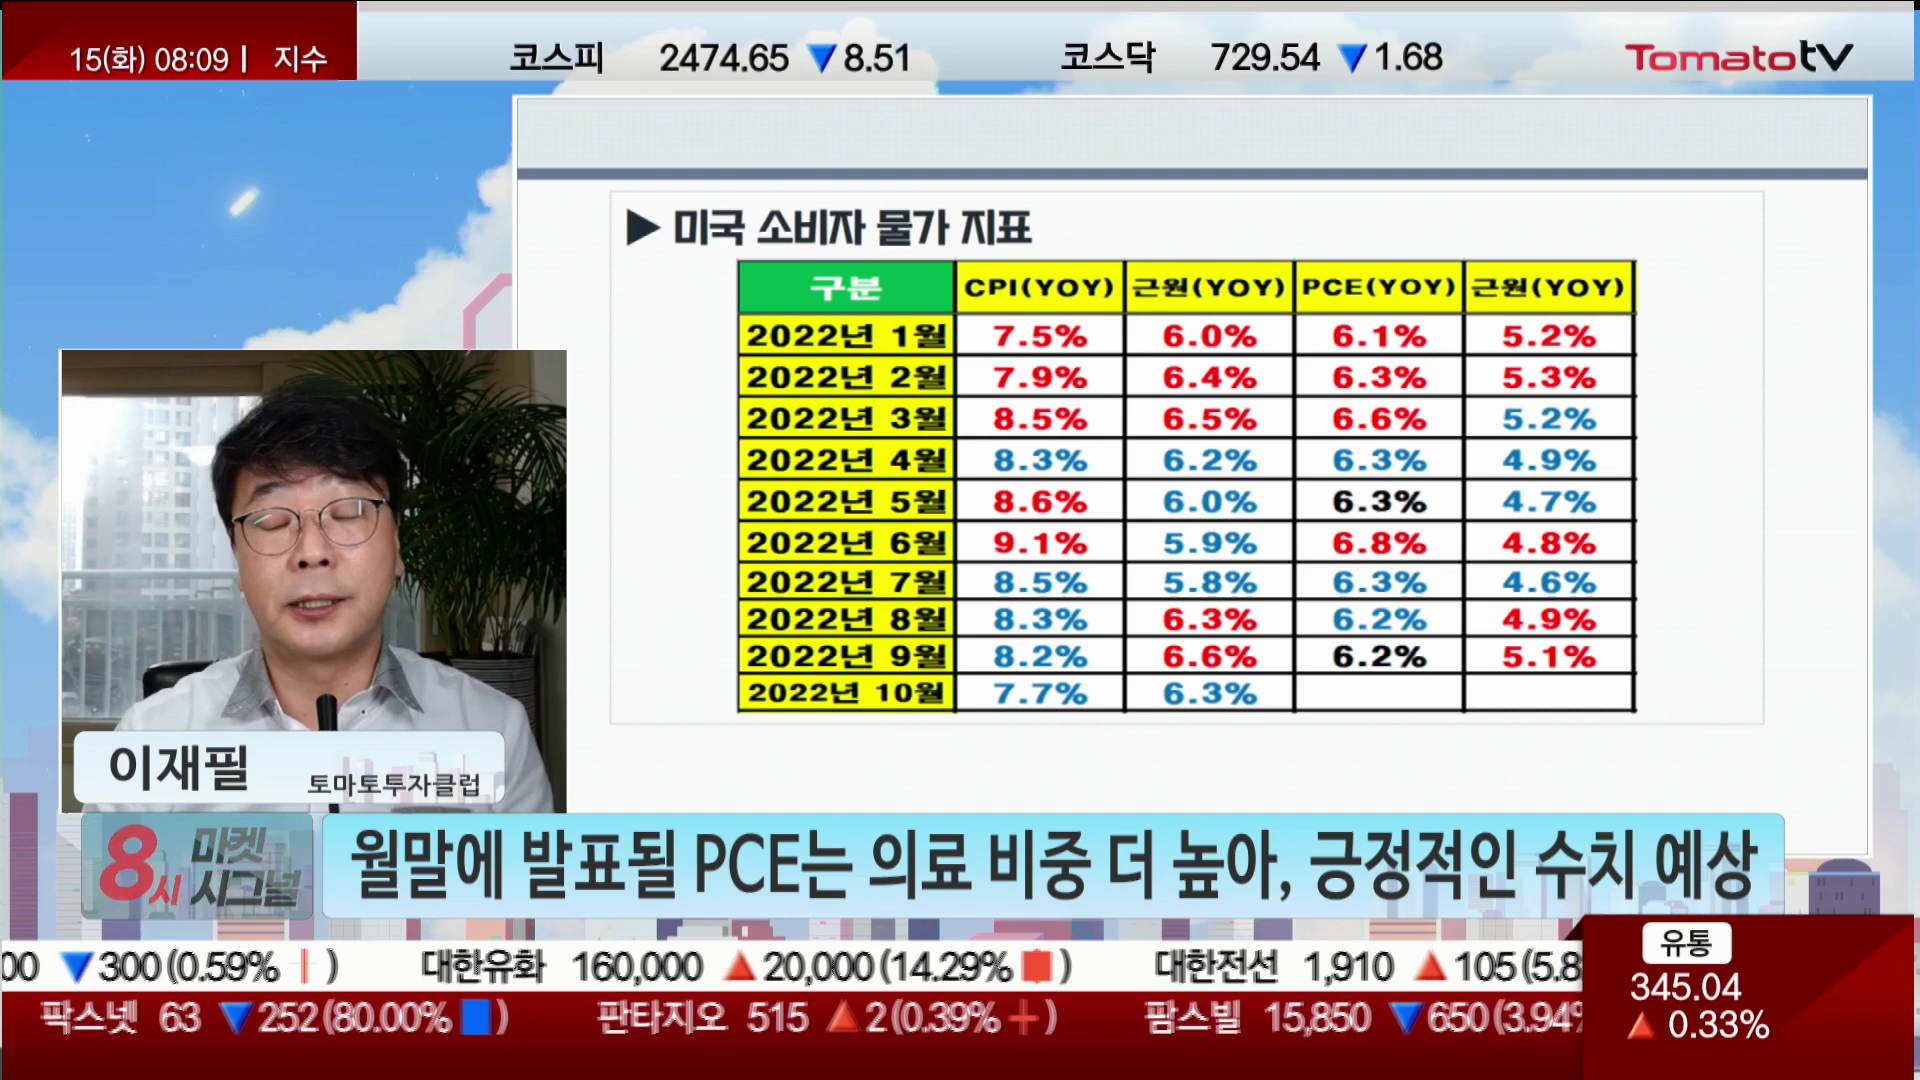 15(화) 08:09 | 지수
코스피 2474.65 ▼8.51 코스닥 729.54 ▼1.68
Tomatotv
▶ 미국 소비자 물가 지표
구분 CPI(YOY) 근원(YOY) PCE(YOY) 근원(YOY)
2022년 1월 7.5% 6.0% 6.1% 5.2%
2022년 2월 7.9% 6.4% 6.3% 5.3%
2022년 3월 8.5% 6.5% 6.6% 5.2%
2022년 4월 8.3% 6.2% 6.3% 4.9%
2022년 5월 8.6% 6.0% 6.3% 4.7%
2022년 6월 9.1% 5.9% 6.8% 4.8%
2022년 7월 8.5% 5.8% 6.3% 4.6%
2022년 8월 8.3% 6.3% 6.2% 4.9%
2022년 9월 8.2% 6.6% 6.2% 5.1%
2022년 10월 7.7% 6.3%
이재필 토마토투자클럽
8시 마켓
시그널
월말에 발표될 PCE는 의료 비중 더 높아, 긍정적인 수치 예상
00 ▼300(0.59% ) 대한유화 160,000 ▲20,000(14.29% ) 대한전선 1,910 ▲105(5.8
팍스넷 63 ▼252(80.00% ) 판타지오 515 ▲2(0.39% ) 팜스빌 15,850 ▼650(3.94%
유통
345.04
▲ 0.33%